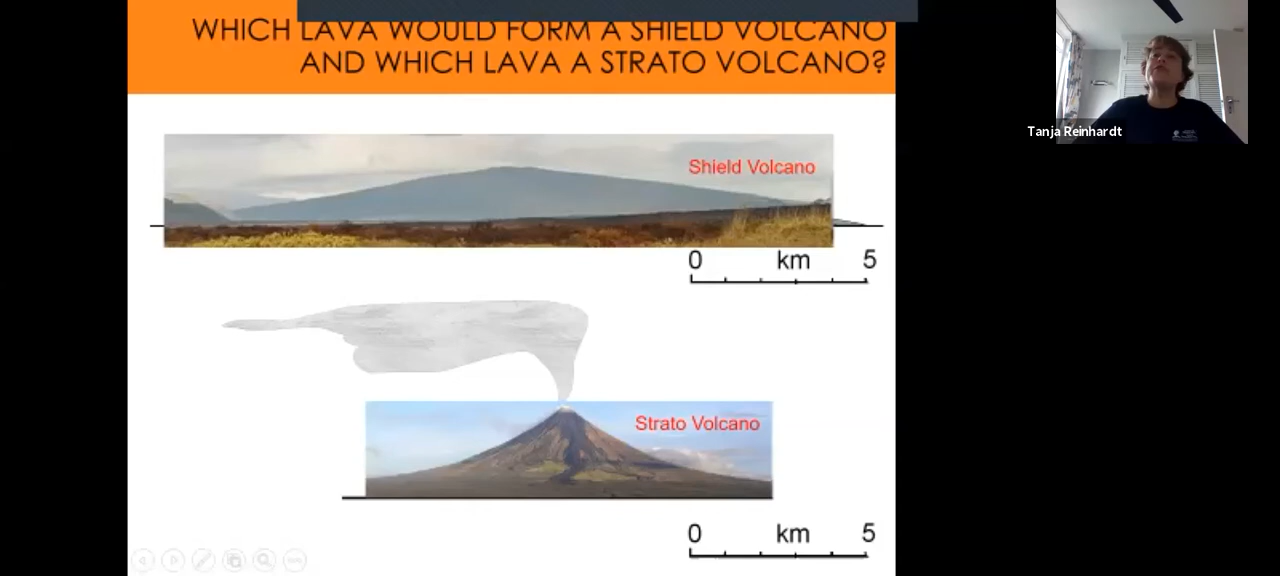 WHICH LAVA WOULD FORM A SHIELD VOLCANO
AND WHICH LAVA A STRATO VOLCANO?
Tanja Reinhardt
Shield Volcano
0 km 5
Strato Volcano
0 km 5